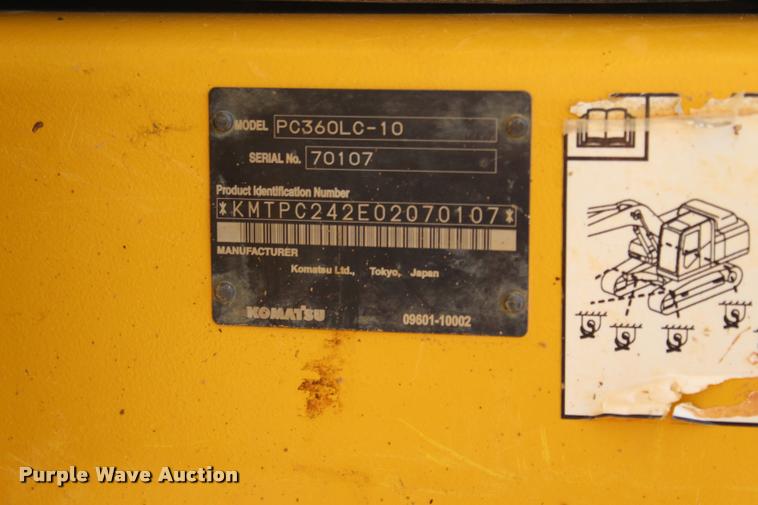 MODEL PC360LC-10
SERIAL No. 70107
Product Identification Number
*KMTPC242E02070107*
MANUFACTURER
Komatsu Ltd., Tokyo, Japan
KOMATSU 09601-10002
Purple Wave Auction